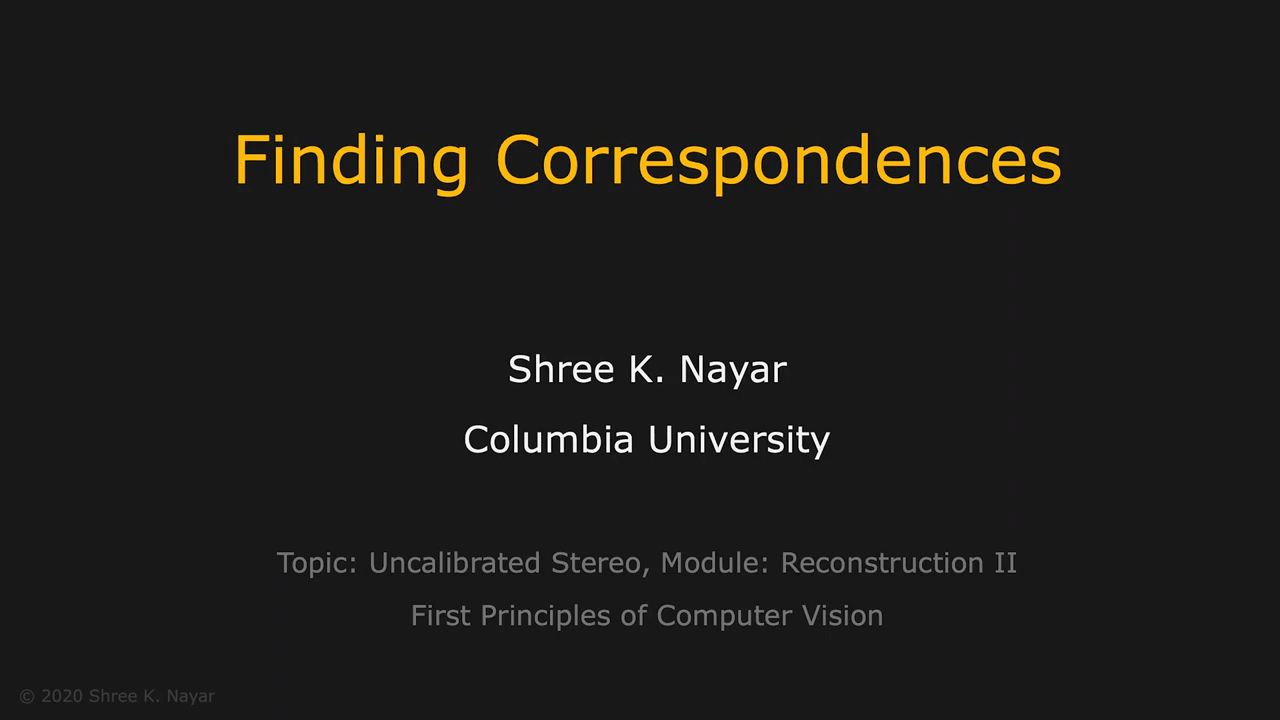 Finding Correspondences
Shree K. Nayar
Columbia University
Topic: Uncalibrated Stereo, Module: Reconstruction II
First Principles of Computer Vision
© 2020 Shree K. Nayar